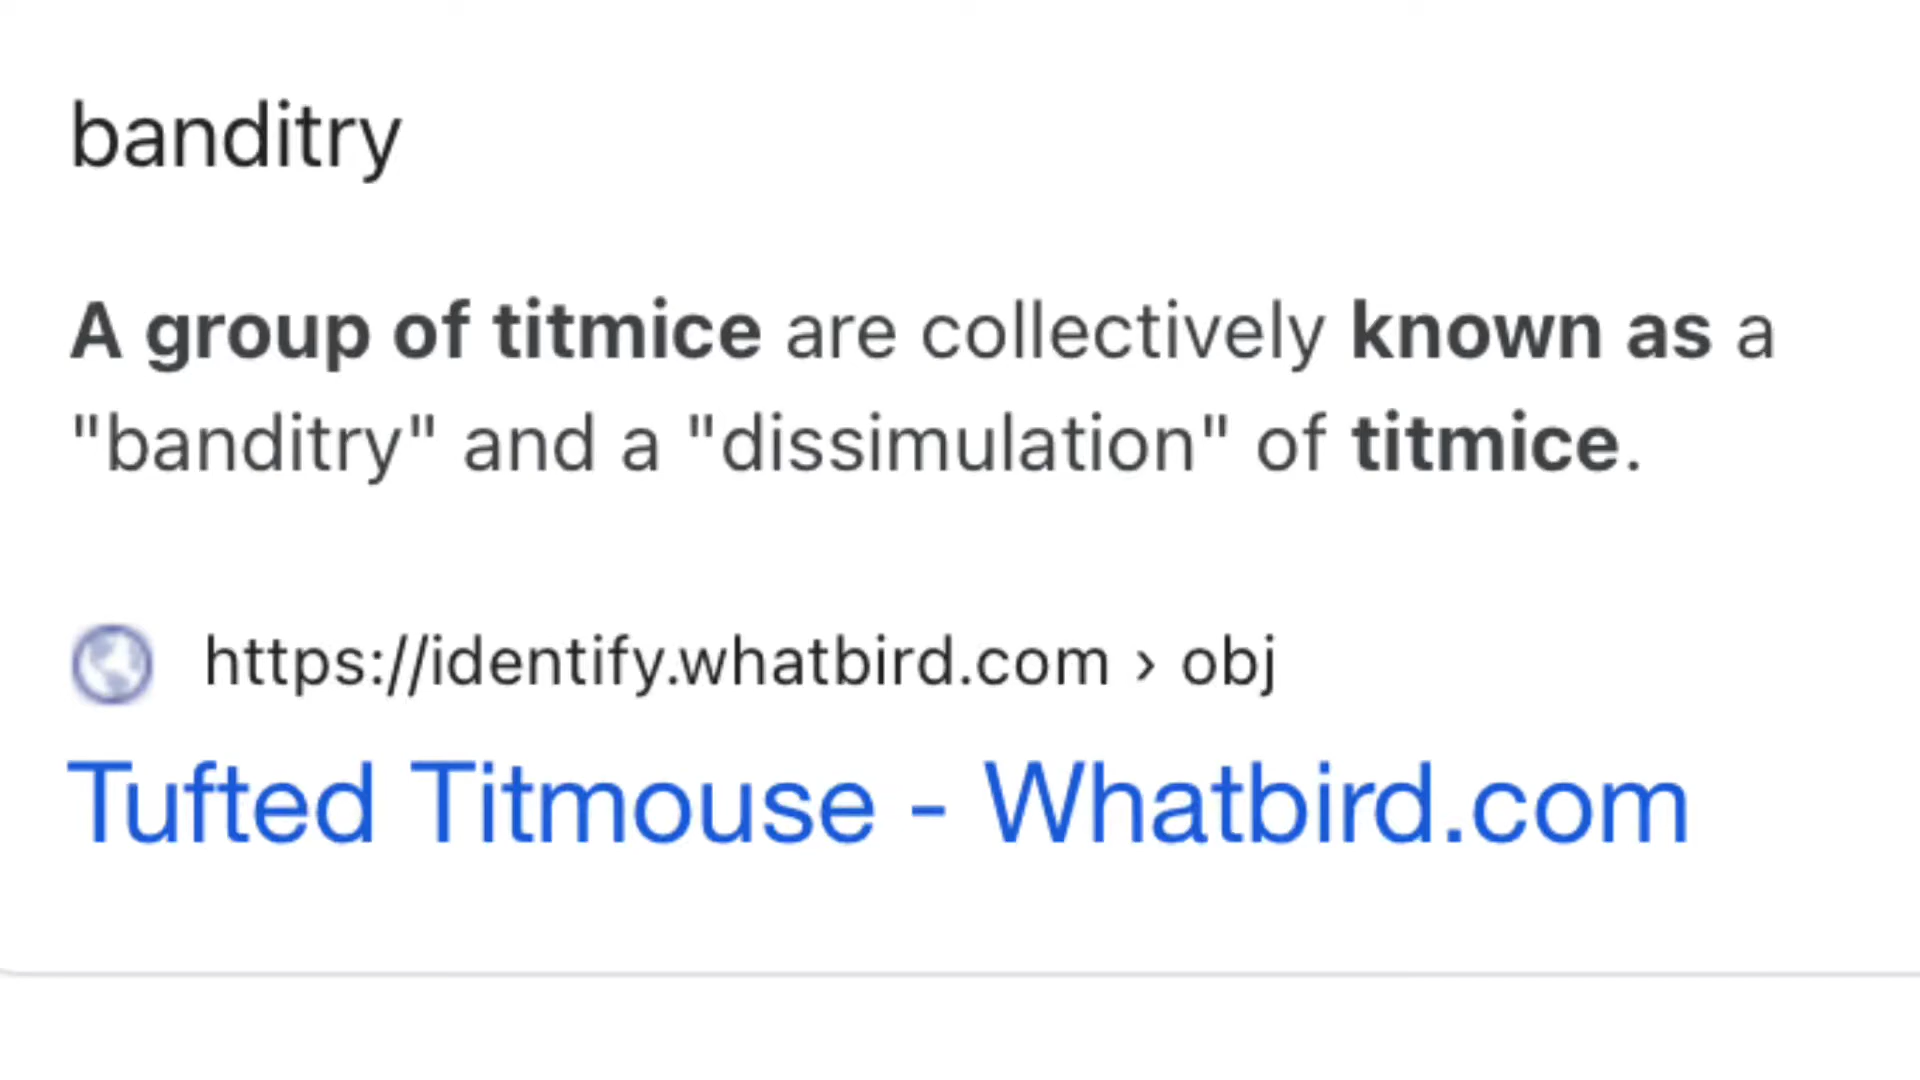 banditry
A group of titmice are collectively known as a
"banditry" and a "dissimulation" of titmice.
https://identify.whatbird.com › obj
Tufted Titmouse - Whatbird.com